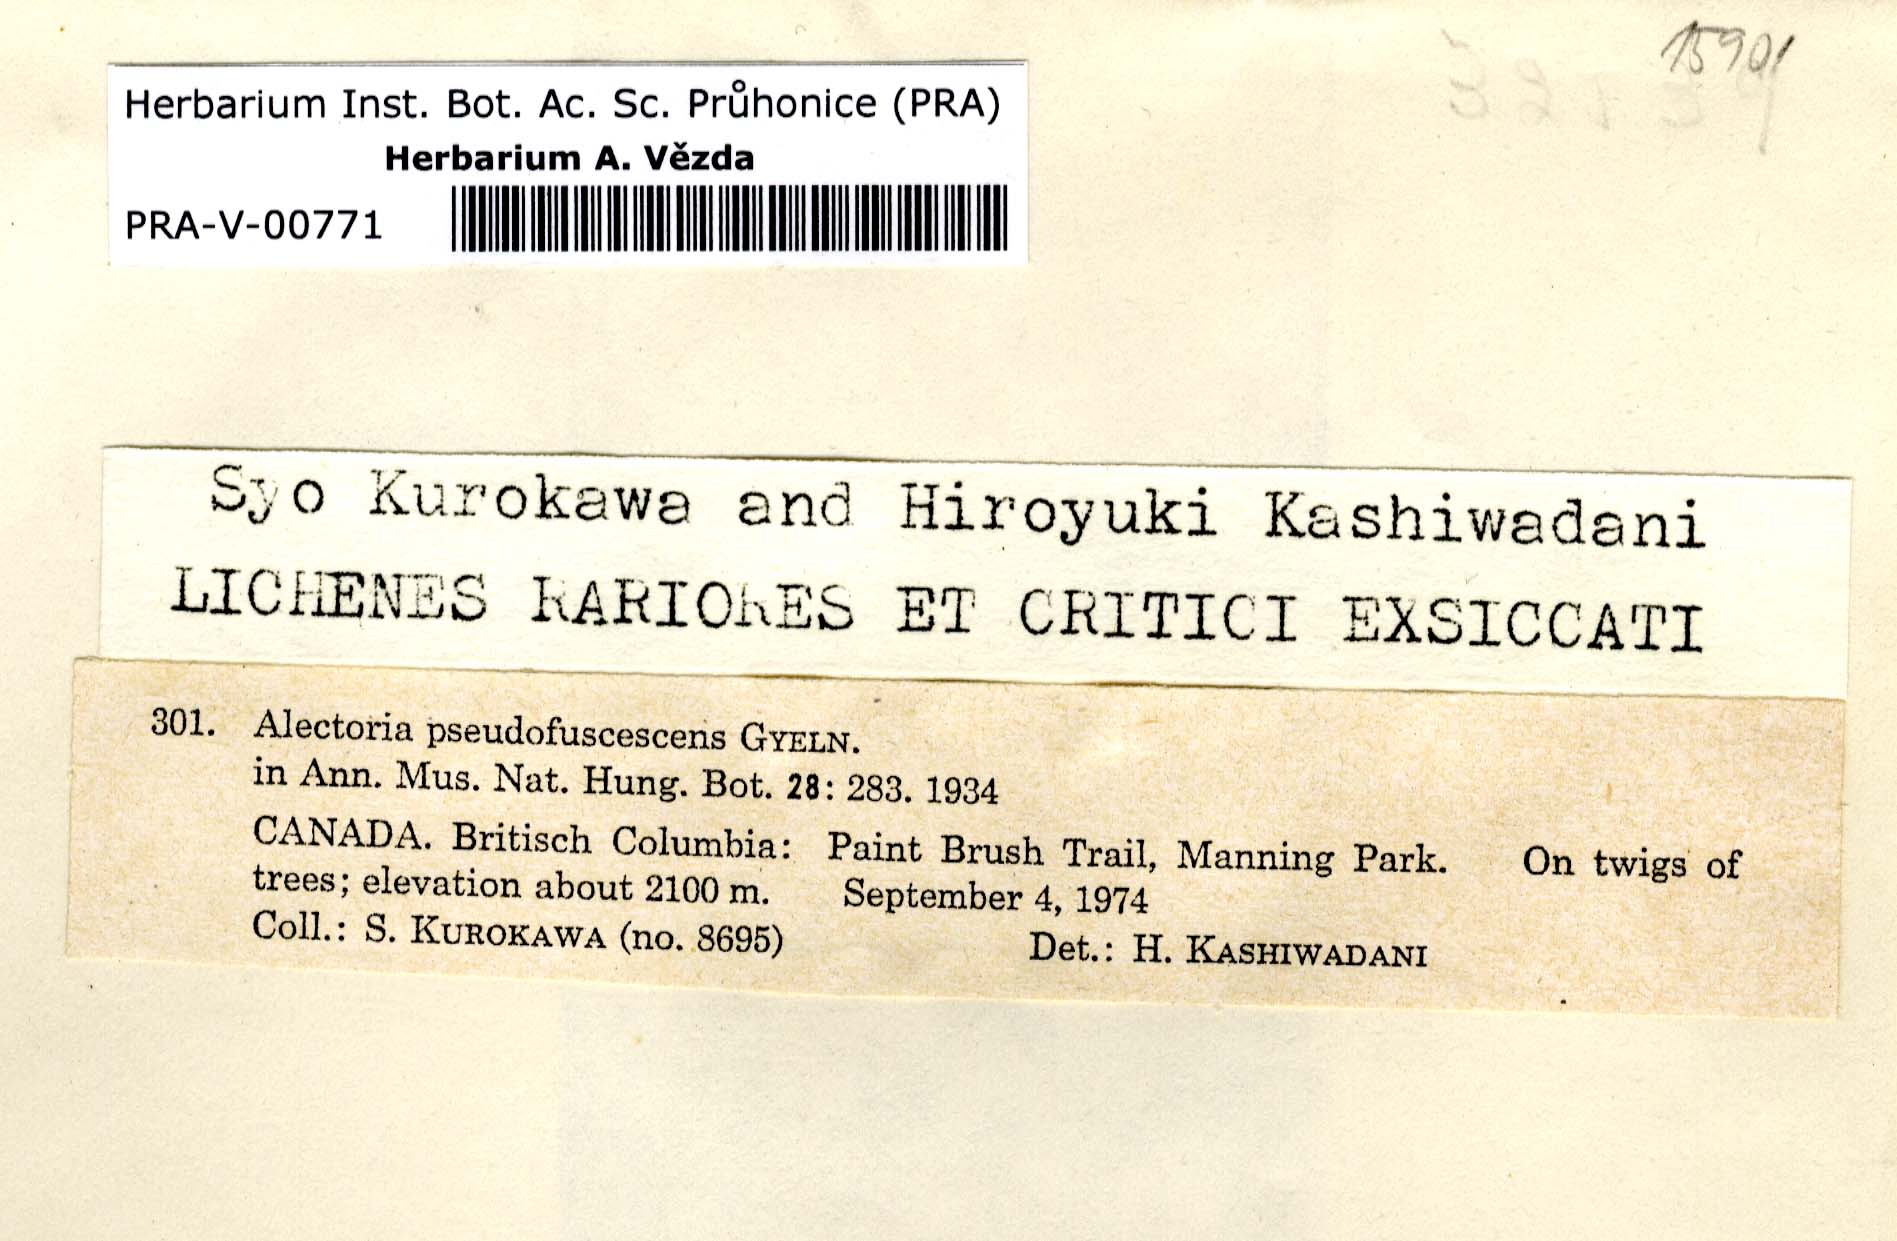 15901
Herbarium Inst. Bot. Ac. Sc. Průhonice (PRA)
Herbarium A. Vězda
PRA-V-00771
Syo Kurokawa and Hiroyuki Kashiwadani
LICHENES RARIORES ET CRITICI EXSICCATI
301. Alectoria pseudofuscescens GYELN.
in Ann. Mus. Nat. Hung. Bot. 28: 283. 1934
CANADA. Britisch Columbia: Paint Brush Trail, Manning Park. On twigs of
trees; elevation about 2100 m. September 4, 1974
Coll.: S. KUROKAWA (no. 8695) Det.: H. KASHIWADANI